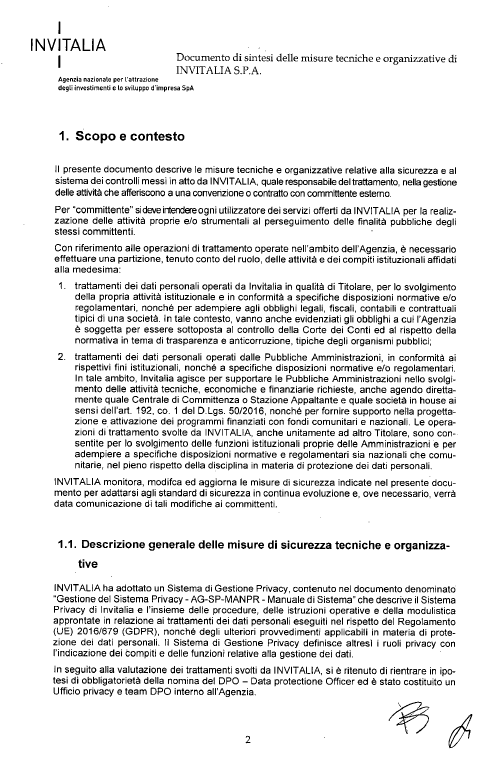 INVITALIA
Agenzia nazionale per l'attrazione
degli investimenti e lo sviluppo d'impresa SpA
Documento di sintesi delle misure tecniche e organizzative di
INVITALIA S.P.A.
1. Scopo e contesto
Il presente documento descrive le misure tecniche e organizzative relative alla sicurezza e al
sistema dei controlli messi in atto da INVITALIA, quale responsabile del trattamento, nella gestione
delle attività che afferiscono a una convenzione o contratto con committente esterno.
Per "committente" si deve intendere ogni utilizzatore dei servizi offerti da INVITALIA per la realiz-
zazione delle attività proprie e/o strumentali al perseguimento delle finalità pubbliche degli
stessi committenti.
Con riferimento alle operazioni di trattamento operate nell'ambito dell'Agenzia, è necessario
effettuare una partizione, tenuto conto del ruolo, delle attività e dei compiti istituzionali affidati
alla medesima:
1. trattamenti dei dati personali operati da Invitalia in qualità di Titolare, per lo svolgimento
della propria attività istituzionale e in conformità a specifiche disposizioni normative e/o
regolamentari, nonché per adempiere agli obblighi legali, fiscali, contabili e contrattuali
tipici di una società. In tale contesto, vanno anche evidenziati gli obblighi a cui l'Agenzia
è soggetta per essere sottoposta al controllo della Corte dei Conti ed al rispetto della
normativa in tema di trasparenza e anticorruzione, tipiche degli organismi pubblici;
2. trattamenti dei dati personali operati dalle Pubbliche Amministrazioni, in conformità ai
rispettivi fini istituzionali, nonché a specifiche disposizioni normative e/o regolamentari.
In tale ambito, Invitalia agisce per supportare le Pubbliche Amministrazioni nello svolgi-
mento delle attività tecniche, economiche e finanziarie richieste, anche agendo diretta-
mente quale Centrale di Committenza o Stazione Appaltante e quale società in house ai
sensi dell'art. 192, co. 1 del D.Lgs. 50/2016, nonché per fornire supporto nella progetta-
zione e attivazione dei programmi finanziati con fondi comunitari e nazionali. Le opera-
zioni di trattamento svolte da INVITALIA, anche unitamente ad altro Titolare, sono con-
sentite per lo svolgimento delle funzioni istituzionali proprie delle Amministrazioni e per
adempiere a specifiche disposizioni normative e regolamentari sia nazionali che comu-
nitarie, nel pieno rispetto della disciplina in materia di protezione dei dati personali.
INVITALIA monitora, modifca ed aggiorna le misure di sicurezza indicate nel presente docu-
mento per adattarsi agli standard di sicurezza in continua evoluzione e, ove necessario, verrà
data comunicazione di tali modifiche ai committenti.
1.1. Descrizione generale delle misure di sicurezza tecniche e organizza-
tive
INVITALIA ha adottato un Sistema di Gestione Privacy, contenuto nel documento denominato
"Gestione del Sistema Privacy - AG-SP-MANPR - Manuale di Sistema" che descrive il Sistema
Privacy di Invitalia e l'insieme delle procedure, delle istruzioni operative e della modulistica
approntate in relazione ai trattamenti dei dati personali eseguiti nel rispetto del Regolamento
(UE) 2016/679 (GDPR), nonché degli ulteriori provvedimenti applicabili in materia di prote-
zione dei dati personali. Il Sistema di Gestione Privacy definisce altresì i ruoli privacy con
l'indicazione dei compiti e delle funzioni relative alla gestione dei dati.
In seguito alla valutazione dei trattamenti svolti da INVITALIA, si è ritenuto di rientrare in ipo-
tesi di obbligatorietà della nomina del DPO – Data protectione Officer ed è stato costituito un
Ufficio privacy e team DPO interno all'Agenzia.
2